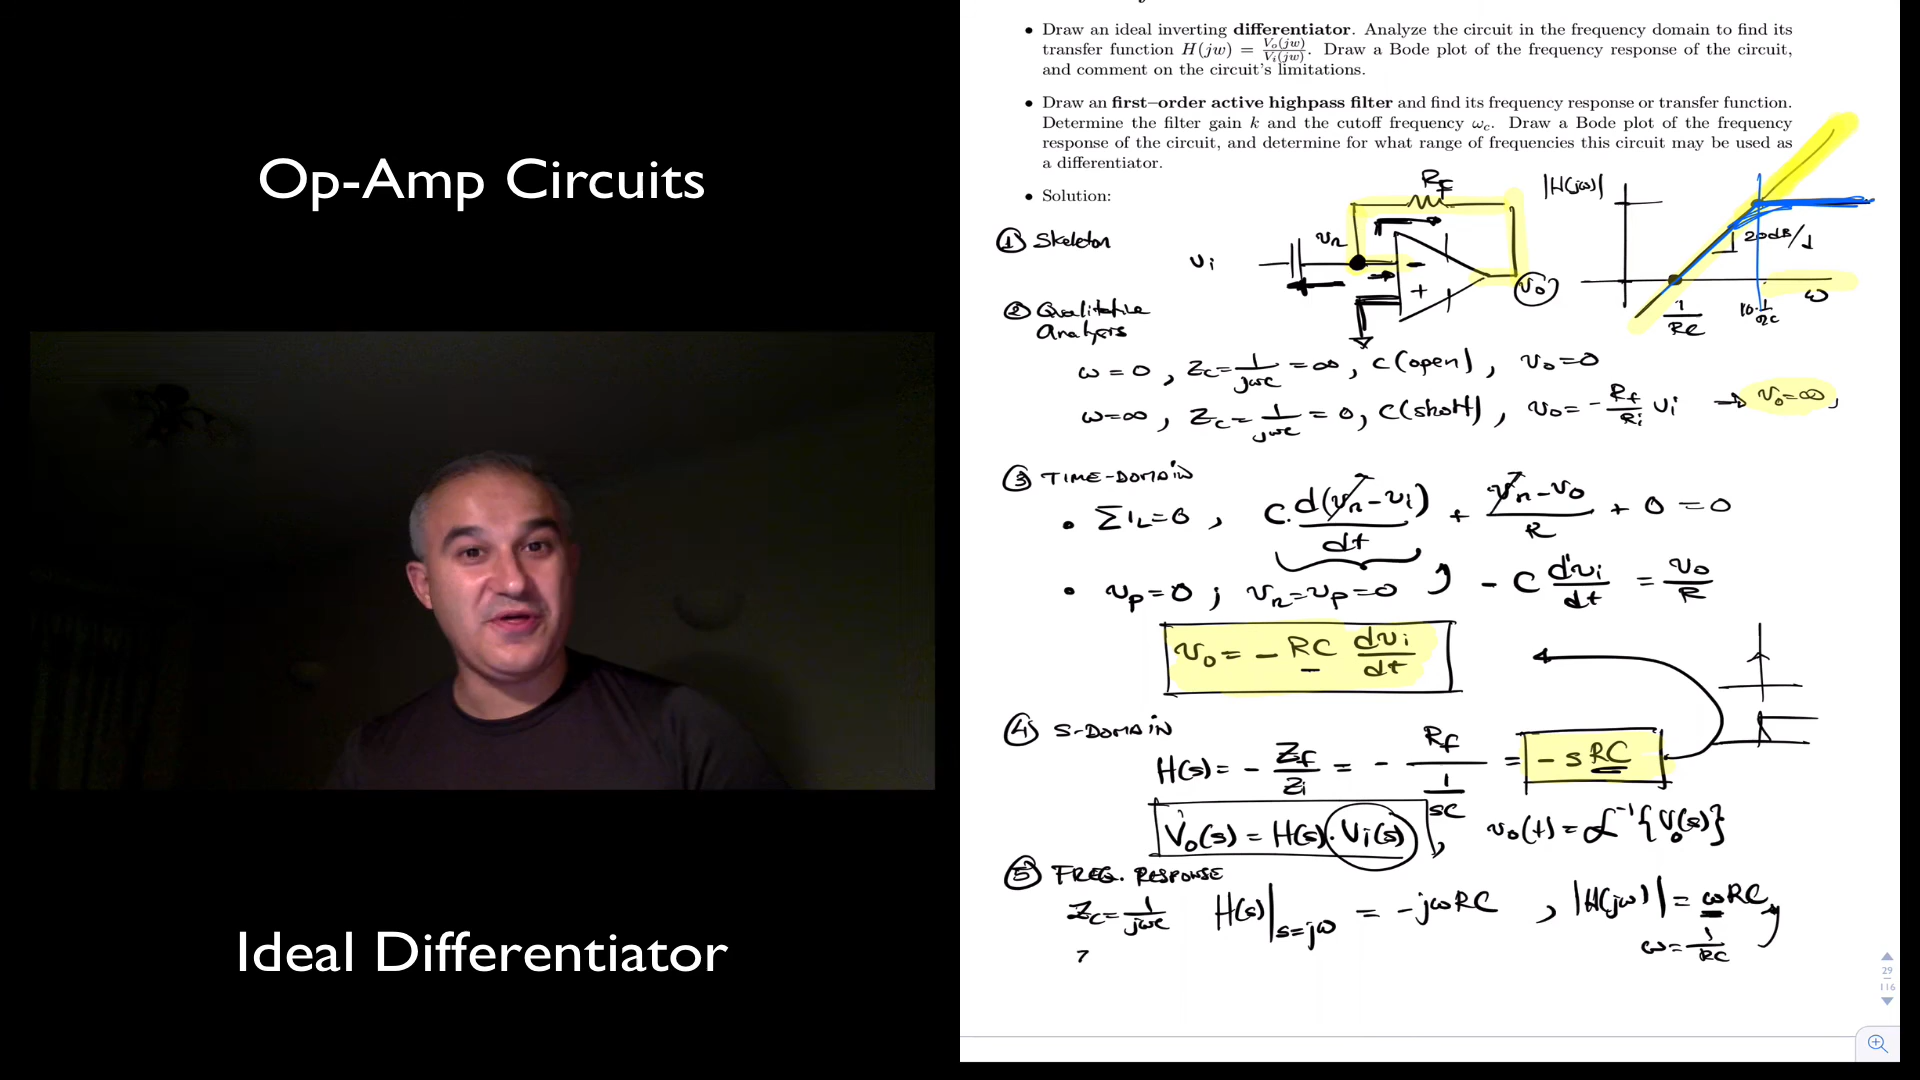 Op-Amp Circuits
Ideal Differentiator
• Draw an ideal inverting differentiator. Analyze the circuit in the frequency domain to find its
transfer function H(jw) = Vo(jw)/Vi(jw). Draw a Bode plot of the frequency response of the circuit,
and comment on the circuit's limitations.
• Draw an first–order active highpass filter and find its frequency response or transfer function.
Determine the filter gain k and the cutoff frequency ωc. Draw a Bode plot of the frequency
response of the circuit, and determine for what range of frequencies this circuit may be used as
a differentiator.
• Solution:
① Skeleton
vi
vn
Rf
- +
vo
|H(jω)|
20dB/
1/RC
10·1/RC
ω
② Qualitative
Analysis
ω = 0 , Zc = 1/jωc = ∞ , C(open) , vo = 0
ω = ∞ , Zc = 1/jωc = 0, C(short) , vo = - Rf/Ri vi → vo = ∞,
③ TIME-DOMAIN
• ΣiL=0 , C. d(vn - vi)/dt + vn - vo/R + 0 = 0
• vp = 0 ; vn = vp = 0 , - C dvi/dt = vo/R
vo = - RC dvi/dt
④ S-DOMAIN
H(s) = - Zf/Zi = - Rf/(1/sC) = - s RC
Vo(s) = H(s). Vi(s) , vo(t) = ℒ⁻¹{Vo(s)}
⑤ FREQ. RESPONSE
Zc = 1/jωc H(s)|s=jω = -jωRC , |H(jω)| = ωRC,
ω = 1/RC
29
116